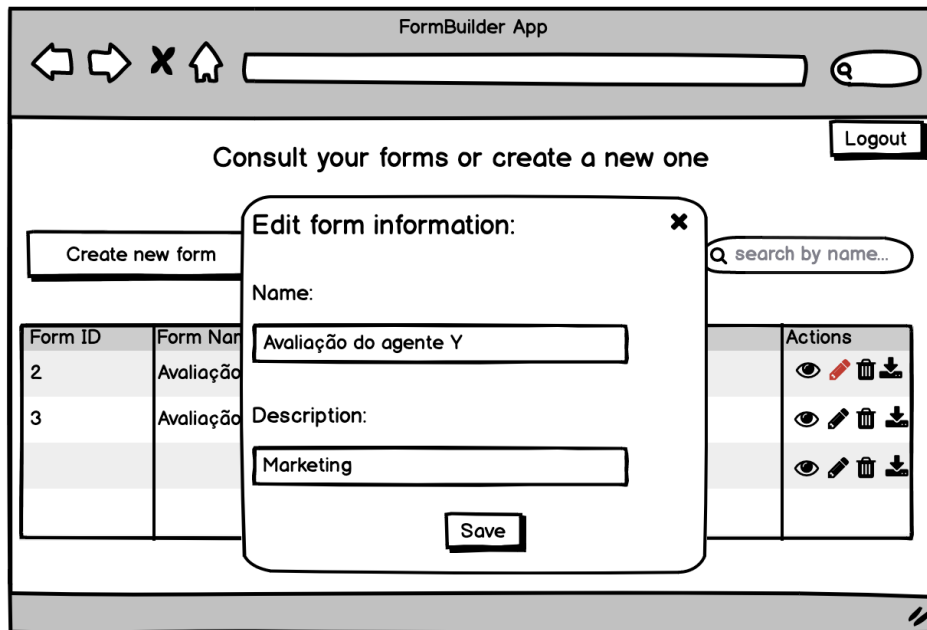 FormBuilder App
Logout
Consult your forms or create a new one
Edit form information:
Create new form
search by name...
Name:
Avaliação do agente Y
Form ID
Form Nar
Actions
2
Avaliação
3
Avaliação
Description:
Marketing
Save